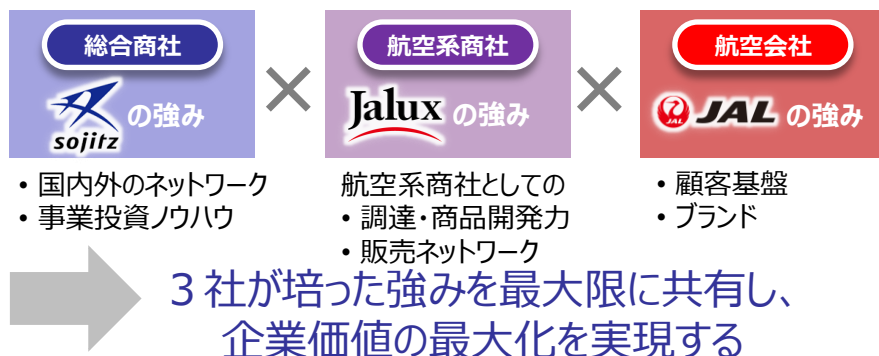 総合商社
sojitz の強み
・国内外のネットワーク
・事業投資ノウハウ
×
航空系商社
Jalux の強み
航空系商社としての
・調達・商品開発力
・販売ネットワーク
×
航空会社
JAL JAL の強み
・顧客基盤
・ブランド
３社が培った強みを最大限に共有し、
企業価値の最大化を実現する